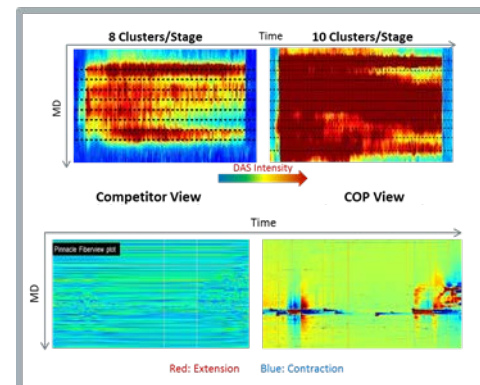 8 Clusters/Stage Time 10 Clusters/Stage
MD
DAS Intensity
Competitor View COP View
Time
MD
Pinnacle Fiberview plot
Red: Extension Blue: Contraction